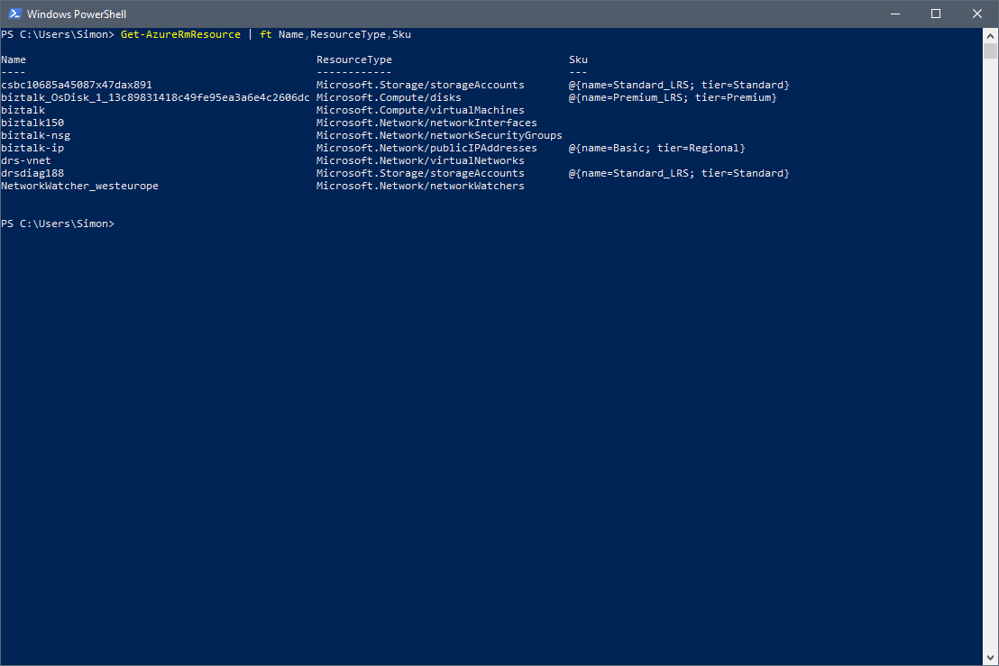 Windows PowerShell
PS C:\Users\Simon> Get-AzureRmResource | ft Name,ResourceType,Sku
Name ResourceType Sku
---- ------------ ---
csbc10685a45087x47dax891 Microsoft.Storage/storageAccounts @{name=Standard_LRS; tier=Standard}
biztalk_OsDisk_1_13c89831418c49fe95ea3a6e4c2606dc Microsoft.Compute/disks @{name=Premium_LRS; tier=Premium}
biztalk Microsoft.Compute/virtualMachines
biztalk150 Microsoft.Network/networkInterfaces
biztalk-nsg Microsoft.Network/networkSecurityGroups
biztalk-ip Microsoft.Network/publicIPAddresses @{name=Basic; tier=Regional}
drs-vnet Microsoft.Network/virtualNetworks
drsdiag188 Microsoft.Storage/storageAccounts @{name=Standard_LRS; tier=Standard}
NetworkWatcher_westeurope Microsoft.Network/networkWatchers
PS C:\Users\Simon>